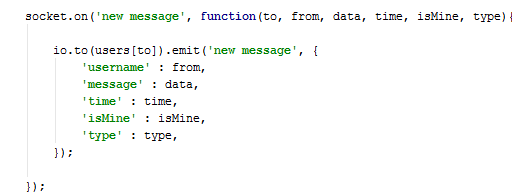 socket.on('new message', function(to, from, data, time, isMine, type){
io.to(users[to]).emit('new message', {
'username' : from,
'message' : data,
'time' : time,
'isMine' : isMine,
'type' : type,
});
});